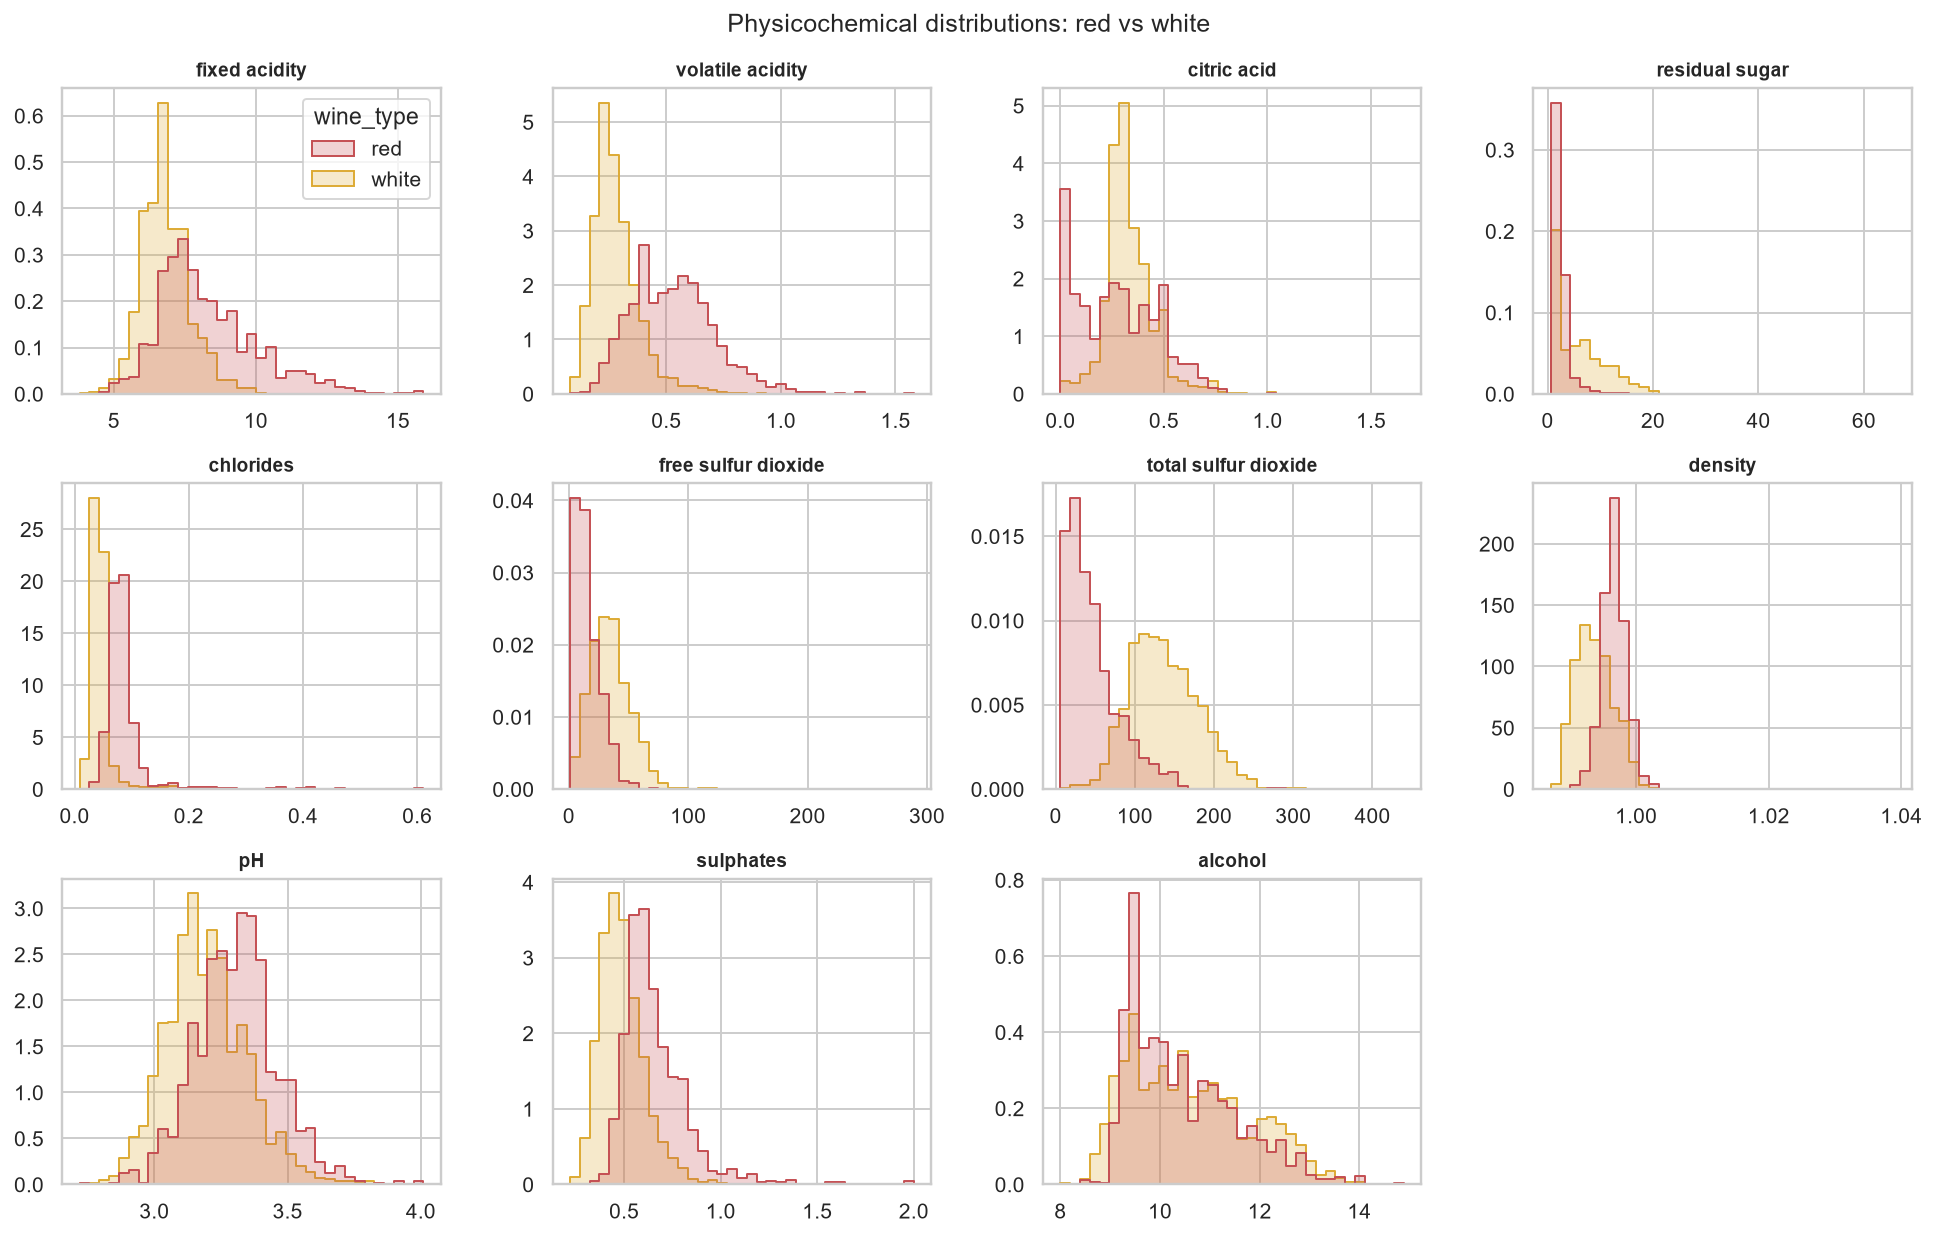 Physicochemical distributions: red vs white
fixed acidity
0.6
0.5
0.4
0.3
0.2
0.1
0.0
5 10 15
wine_type
red
white
volatile acidity
5
4
3
2
1
0
0.5 1.0 1.5
citric acid
5
4
3
2
1
0
0.0 0.5 1.0 1.5
residual sugar
0.3
0.2
0.1
0.0
0 20 40 60
chlorides
25
20
15
10
5
0
0.0 0.2 0.4 0.6
free sulfur dioxide
0.04
0.03
0.02
0.01
0.00
0 100 200 300
total sulfur dioxide
0.015
0.010
0.005
0.000
0 100 200 300 400
density
200
150
100
50
0
1.00 1.02 1.04
pH
3.0
2.5
2.0
1.5
1.0
0.5
0.0
3.0 3.5 4.0
sulphates
4
3
2
1
0
0.5 1.0 1.5 2.0
alcohol
0.8
0.6
0.4
0.2
0.0
8 10 12 14